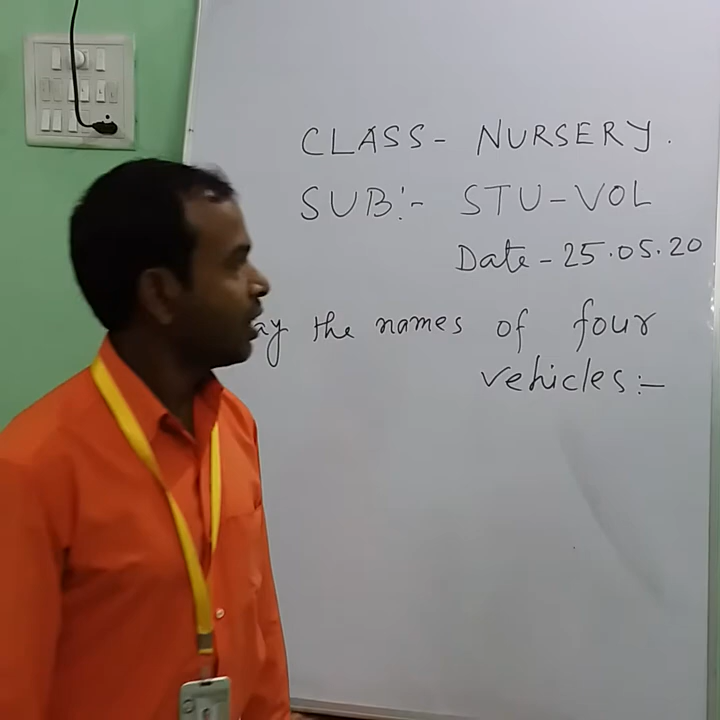 CLASS- NURSERY.
SUB:- STU-VOL
Date-25.05.20
the names of four
vehicles:-